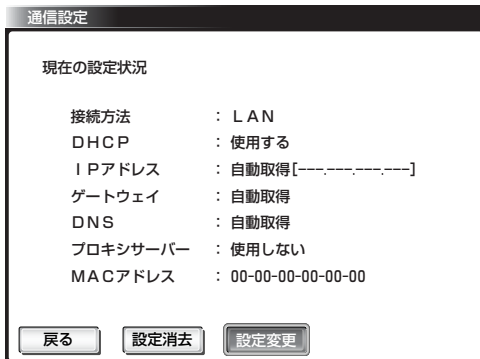 通信設定
現在の設定状況
接続方法 : LAN
DHCP : 使用する
IPアドレス : 自動取得[---.---.---.---]
ゲートウェイ : 自動取得
DNS : 自動取得
プロキシサーバー : 使用しない
MACアドレス : 00-00-00-00-00-00
戻る 設定消去 設定変更